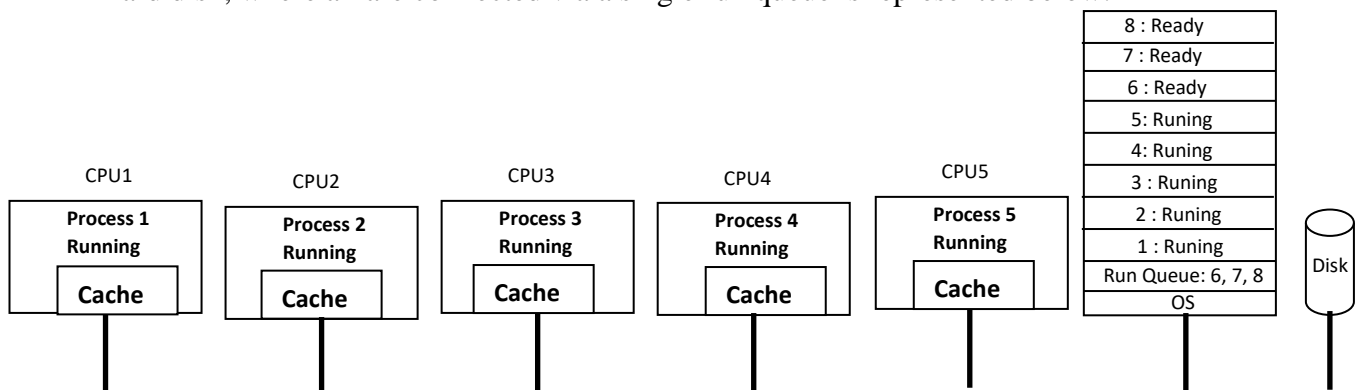 8 : Ready
7 : Ready
6 : Ready
5: Runing
4: Runing
3 : Runing
2 : Runing
1 : Runing
Run Queue: 6, 7, 8
OS
CPU1
Process 1
Running
Cache
CPU2
Process 2
Running
Cache
CPU3
Process 3
Running
Cache
CPU4
Process 4
Running
Cache
CPU5
Process 5
Running
Cache
Disk